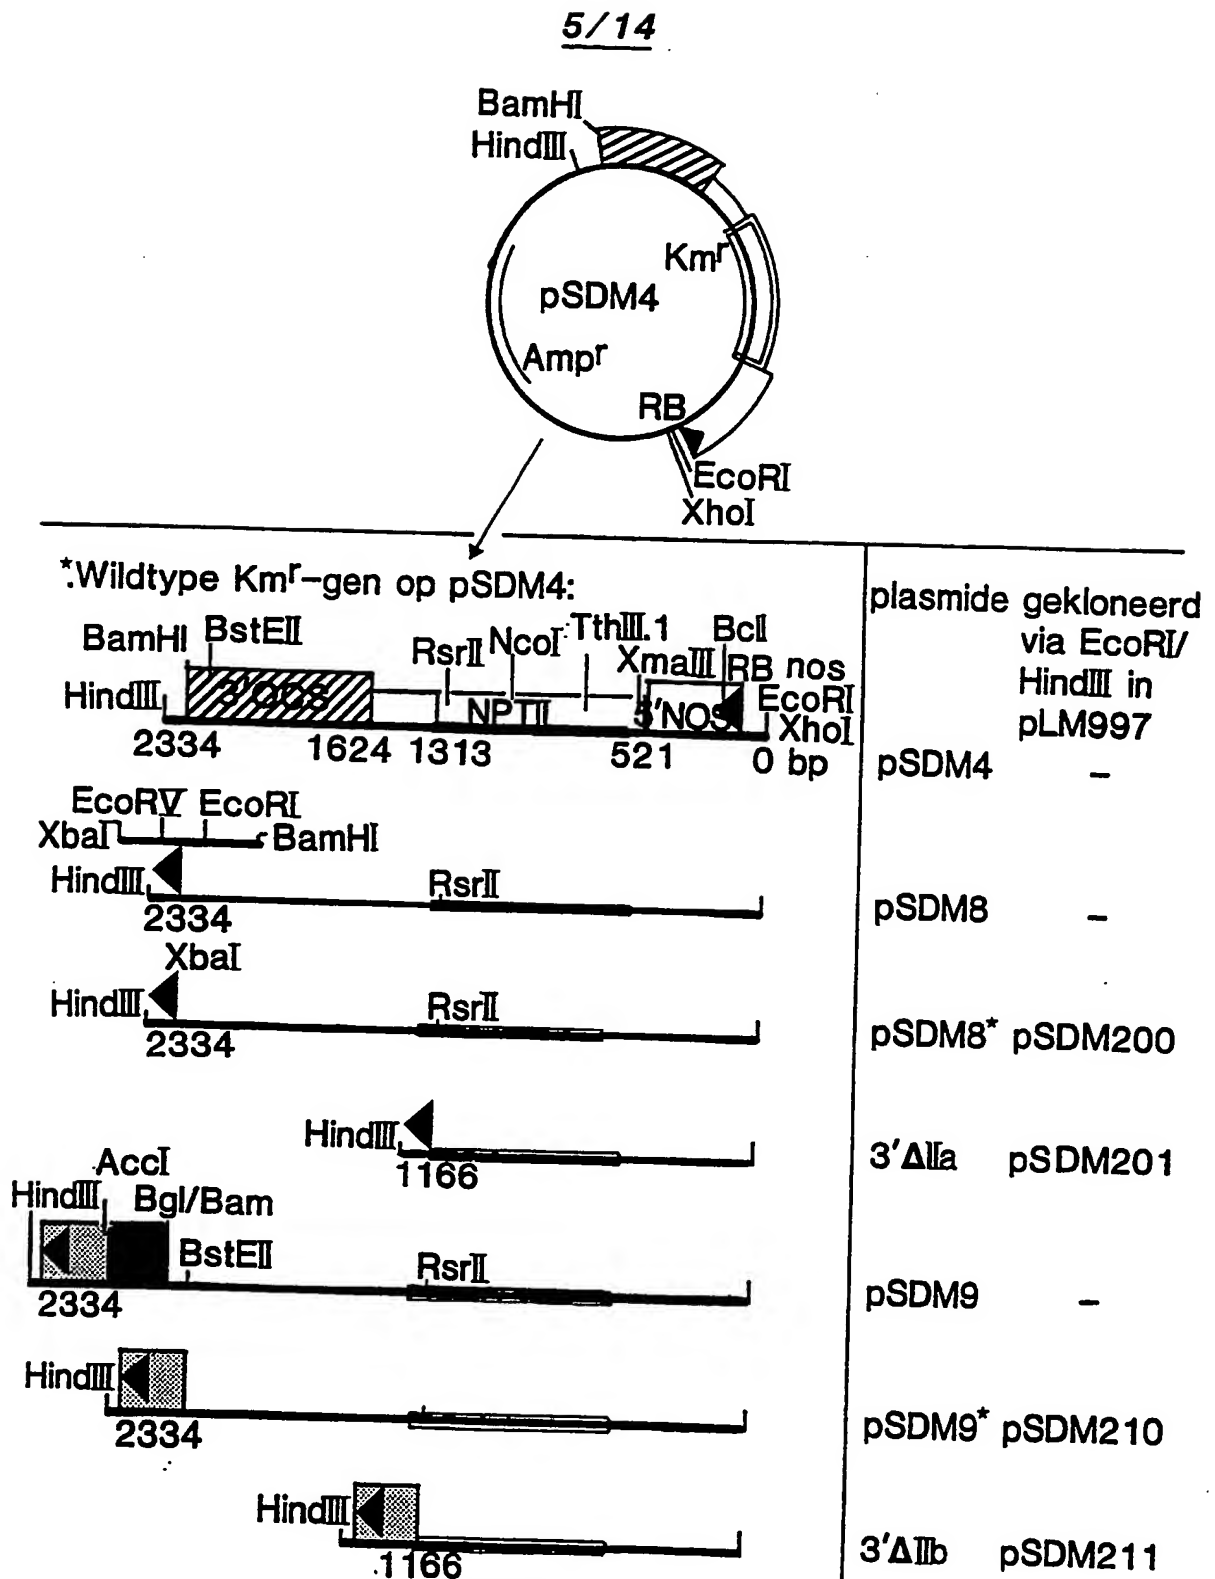 5/14
BamHI
HindIII
Kmr
pSDM4
Ampr
RB
EcoRI
XhoI
*.Wildtype Kmr-gen op pSDM4:
plasmide gekloneerd
via EcoRI/
HindIII in
pLM997
BamHI BstEII RsrII NcoI TthIII.1 XmaIII BclI RB nos
HindIII 3'OCS NPTII 5'NOS EcoRI
XhoI
2334 1624 1313 521 0 bp
pSDM4 –
EcoRV EcoRI
XbaI BamHI
HindIII RsrII
2334
pSDM8 –
XbaI
HindIII RsrII
2334
pSDM8* pSDM200
HindIII
1166
3'ΔIIa pSDM201
AccI
HindIII Bgl/Bam
BstEII RsrII
2334
pSDM9 –
HindIII
2334
pSDM9* pSDM210
HindIII
1166
3'ΔIIb pSDM211